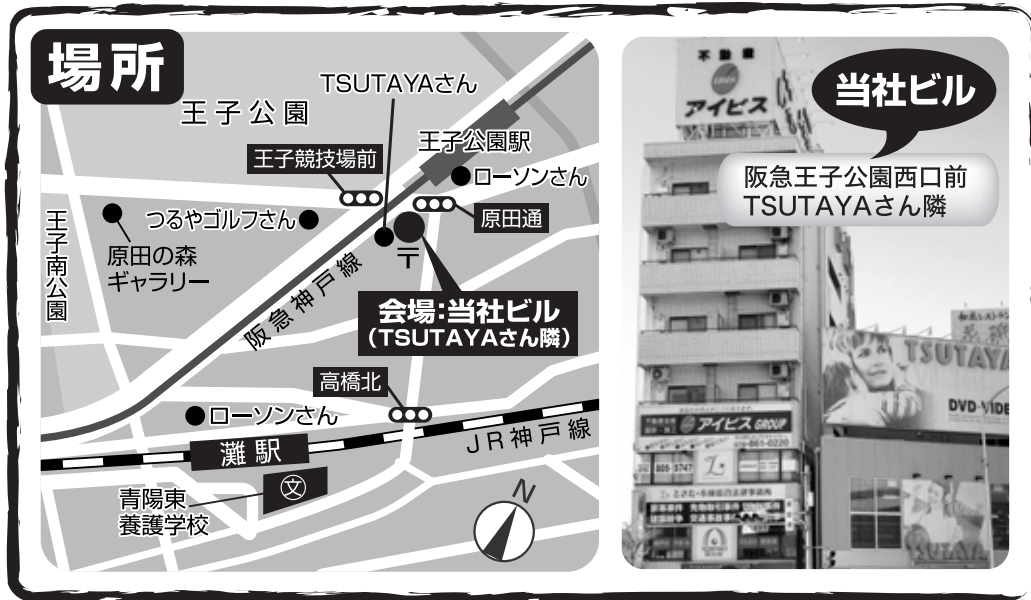 場所
TSUTAYAさん
王子公園
王子公園駅
王子競技場前
ローソンさん
原田通
つるやゴルフさん
王子南公園
原田の森
ギャラリー
〒
阪急神戸線
会場:当社ビル
(TSUTAYAさん隣)
高橋北
ローソンさん
JR神戸線
灘駅
文
青陽東
養護学校
N
当社ビル
阪急王子公園西口前
TSUTAYAさん隣
不動産
アイビス
TSUTAYA
DVD・VIDE
アイビス GROUP
861-0220
805-5747
TSUTAYA